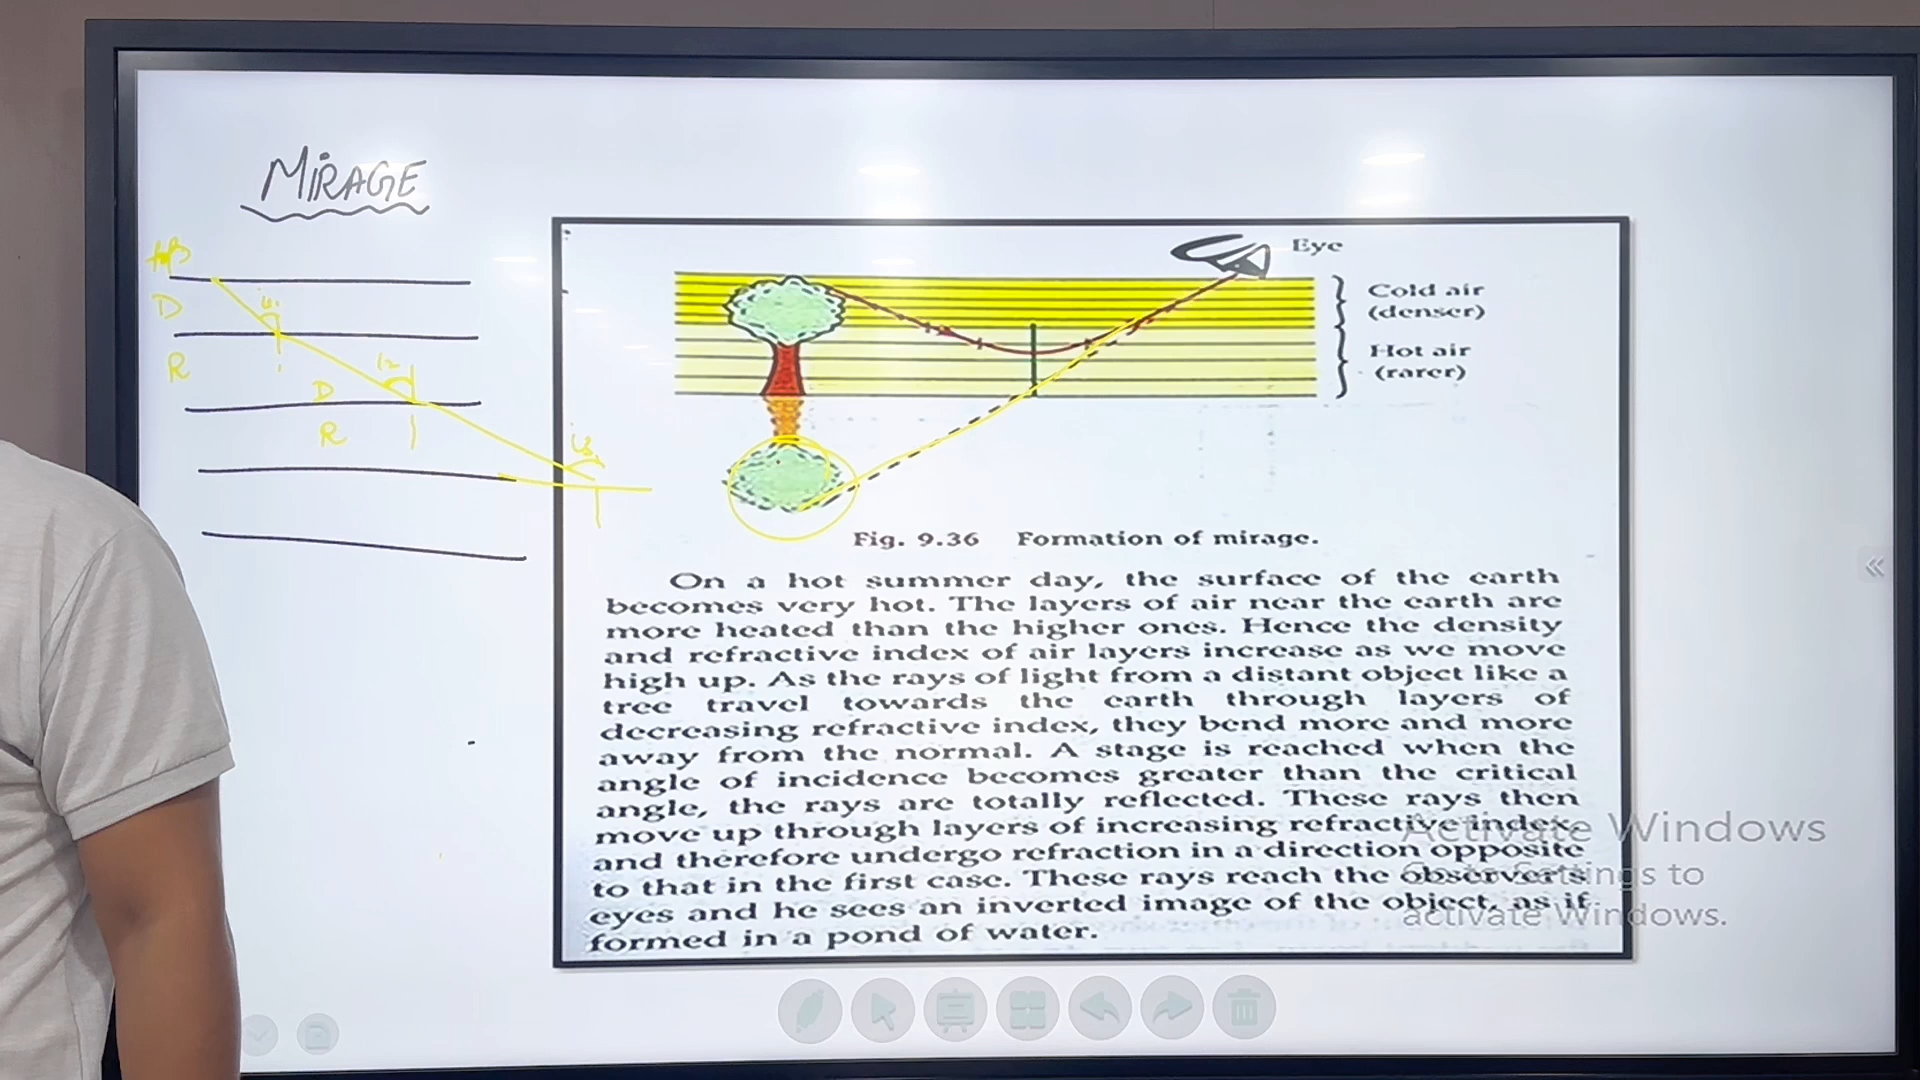 MIRAGE
D
R
D
R
i₁
i₂
i₃
Eye
Cold air
(denser)
Hot air
(rarer)
Fig. 9.36 Formation of mirage.
On a hot summer day, the surface of the earth
becomes very hot. The layers of air near the earth are
more heated than the higher ones. Hence the density
and refractive index of air layers increase as we move
high up. As the rays of light from a distant object like a
tree travel towards the earth through layers of
decreasing refractive index, they bend more and more
away from the normal. A stage is reached when the
angle of incidence becomes greater than the critical
angle, the rays are totally reflected. These rays then
move up through layers of increasing refractive index,
and therefore undergo refraction in a direction opposite
to that in the first case. These rays reach the observer's
eyes and he sees an inverted image of the object, as if
formed in a pond of water.
Activate Windows
Go to Settings to
activate Windows.